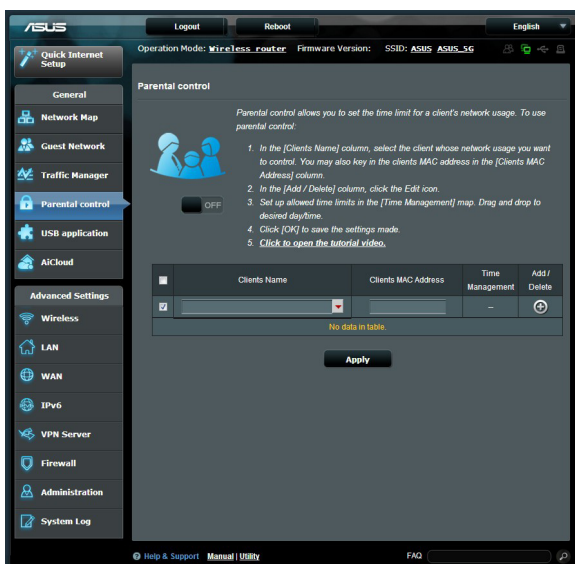 ASUS
Logout
Reboot
English
Quick Internet
Setup
Operation Mode: Wireless router Firmware Version: SSID: ASUS ASUS_5G
General
Network Map
Guest Network
Traffic Manager
Parental control
USB application
AiCloud
Advanced Settings
Wireless
LAN
WAN
IPv6
VPN Server
Firewall
Administration
System Log
Parental control
Parental control allows you to set the time limit for a client's network usage. To use
parental control:
1. In the [Clients Name] column, select the client whose network usage you want
to control. You may also key in the clients MAC address in the [Clients MAC
Address] column.
2. In the [Add / Delete] column, click the Edit icon.
3. Set up allowed time limits in the [Time Management] map. Drag and drop to
desired day/time.
4. Click [OK] to save the settings made.
5. Click to open the tutorial video.
OFF
Clients Name
Clients MAC Address
Time
Management
Add /
Delete
--
No data in table.
Apply
Help & Support Manual | Utility
FAQ